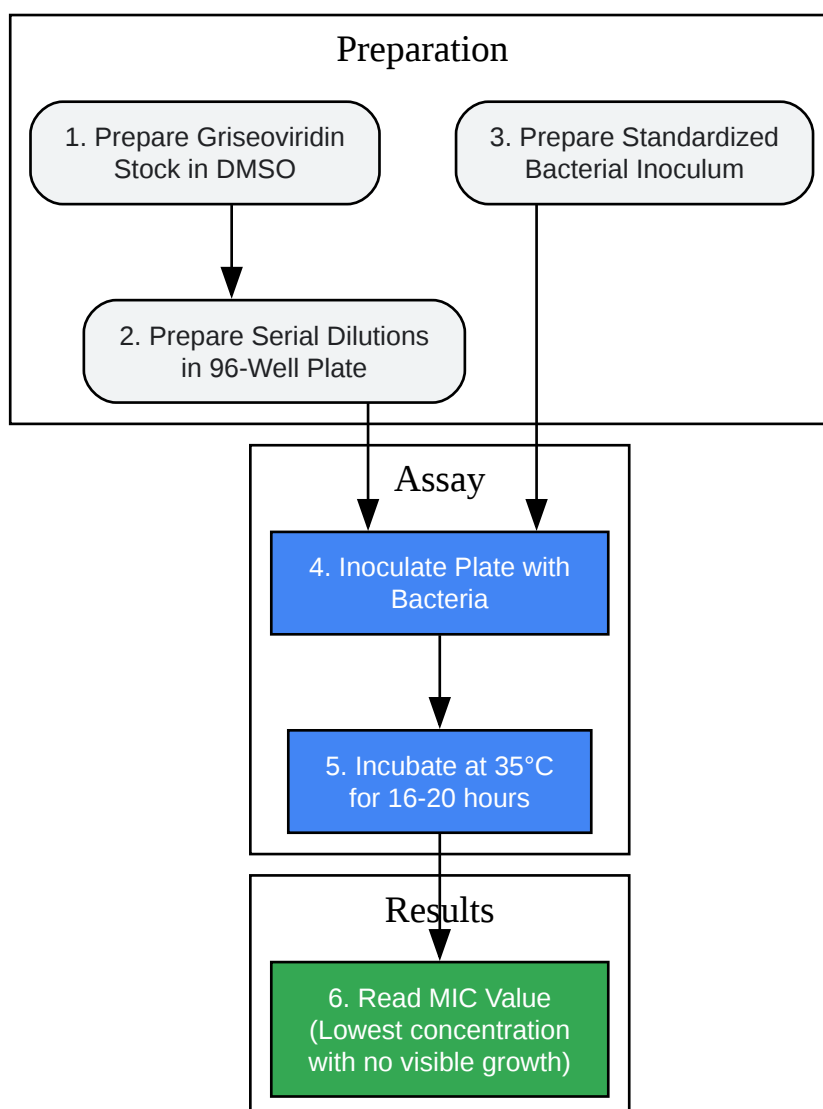 Preparation
1. Prepare Griseoviridin
Stock in DMSO
3. Prepare Standardized
Bacterial Inoculum
2. Prepare Serial Dilutions
in 96-Well Plate
Assay
4. Inoculate Plate with
Bacteria
5. Incubate at 35°C
for 16-20 hours
Results
6. Read MIC Value
(Lowest concentration
with no visible growth)